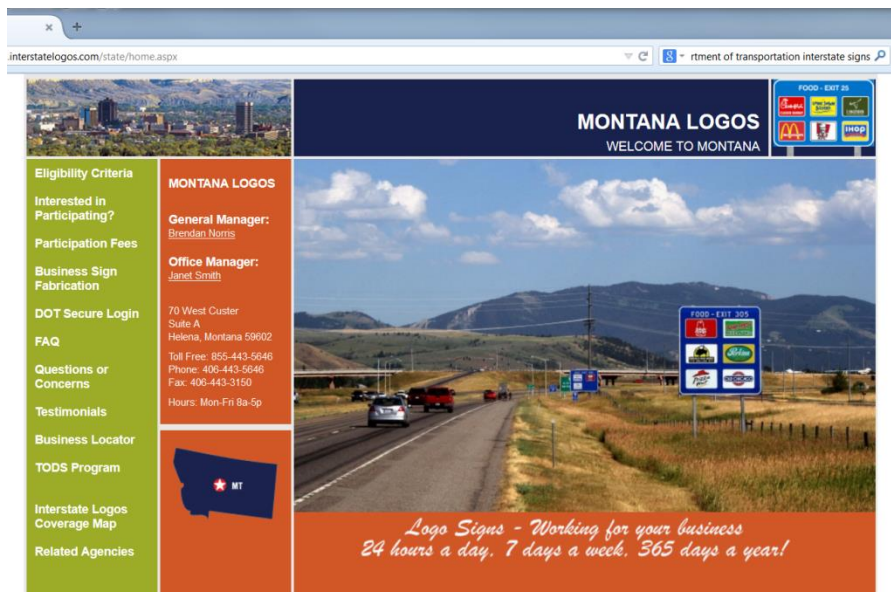 .interstatelogos.com/state/home.aspx
rtment of transportation interstate signs
MONTANA LOGOS
WELCOME TO MONTANA
FOOD - EXIT 25
IHOP
Eligibility Criteria
Interested in
Participating?
Participation Fees
Business Sign
Fabrication
DOT Secure Login
FAQ
Questions or
Concerns
Testimonials
Business Locator
TODS Program
Interstate Logos
Coverage Map
Related Agencies
MONTANA LOGOS
General Manager:
Brendan Norris
Office Manager:
Janet Smith
70 West Custer
Suite A
Helena, Montana 59602
Toll Free: 855-443-5646
Phone: 406-443-5646
Fax: 406-443-3150
Hours: Mon-Fri 8a-5p
MT
FOOD - EXIT 305
Perkins
Logo Signs - Working for your business
24 hours a day, 7 days a week, 365 days a year!